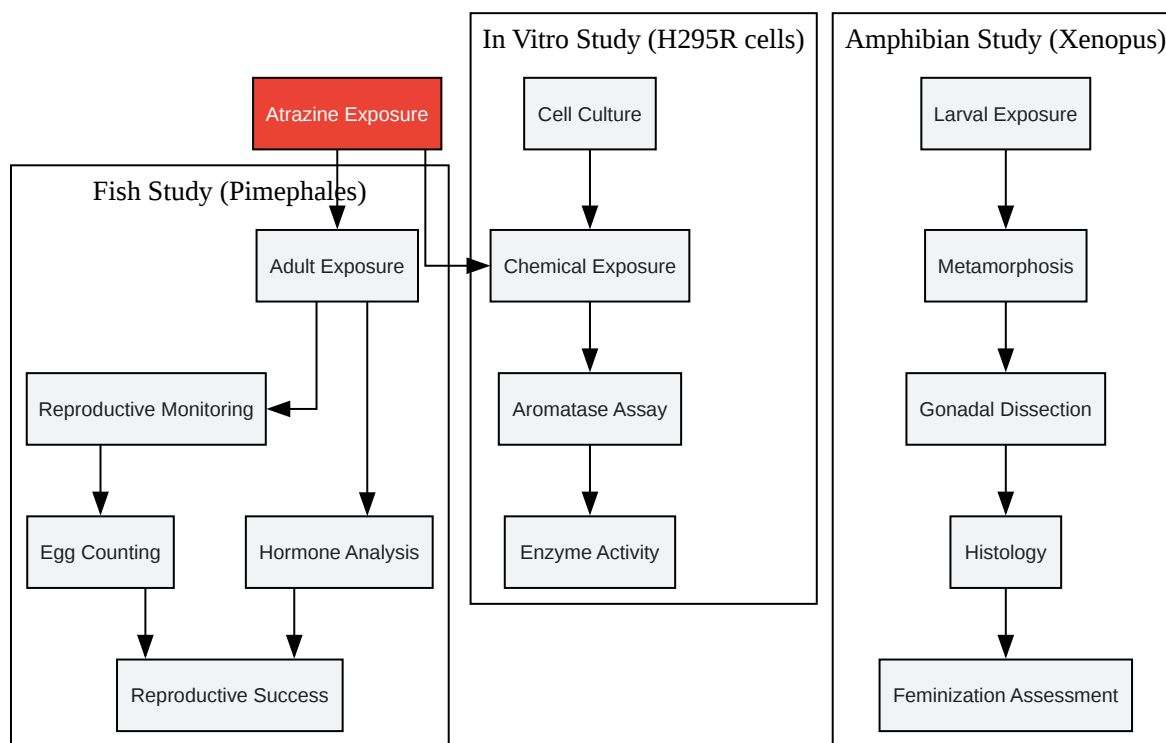 In Vitro Study (H295R cells)
Amphibian Study (Xenopus)
Atrazine Exposure
Cell Culture
Larval Exposure
Fish Study (Pimephales)
Adult Exposure
Chemical Exposure
Metamorphosis
Reproductive Monitoring
Aromatase Assay
Gonadal Dissection
Egg Counting
Hormone Analysis
Enzyme Activity
Histology
Reproductive Success
Feminization Assessment